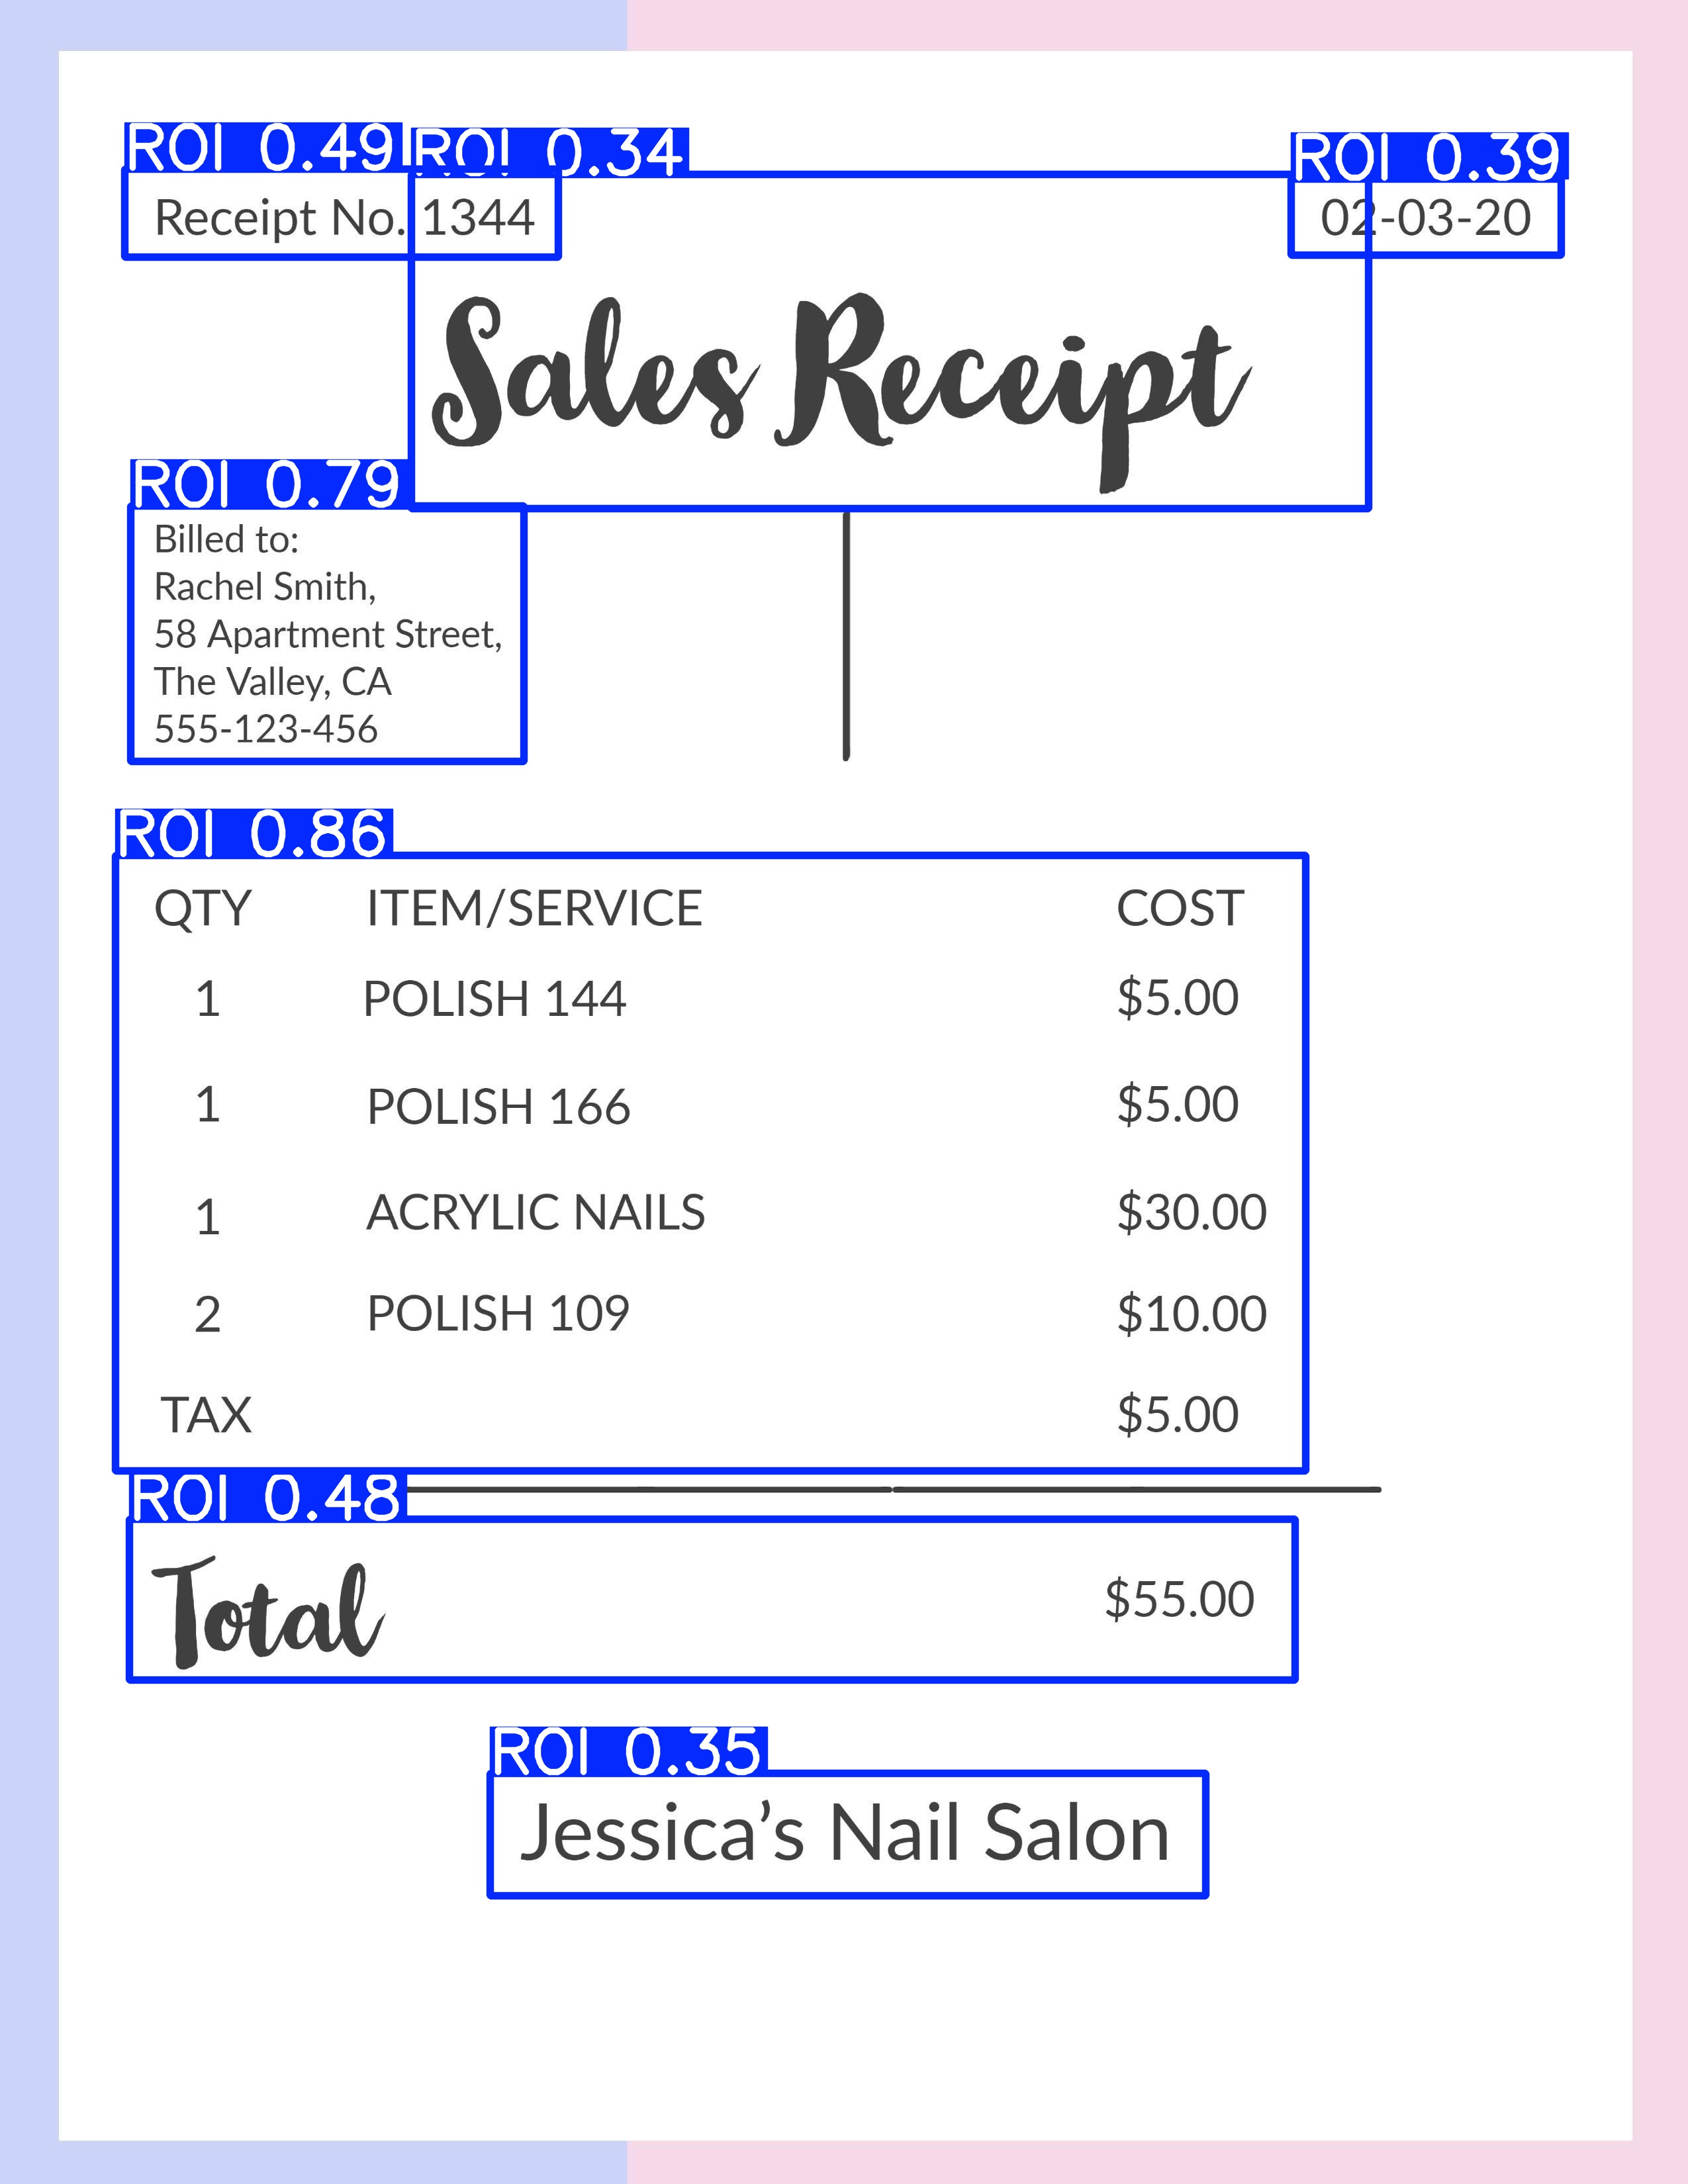 ROI 0.49
ROI 0.34
ROI 0.39
Receipt No. 1344
02-03-20
Sales Receipt
ROI 0.79
Billed to:
Rachel Smith,
58 Apartment Street,
The Valley, CA
555-123-456
ROI 0.86
QTY ITEM/SERVICE COST
1 POLISH 144 $5.00
1 POLISH 166 $5.00
1 ACRYLIC NAILS $30.00
2 POLISH 109 $10.00
TAX $5.00
ROI 0.48
Total $55.00
ROI 0.35
Jessica’s Nail Salon